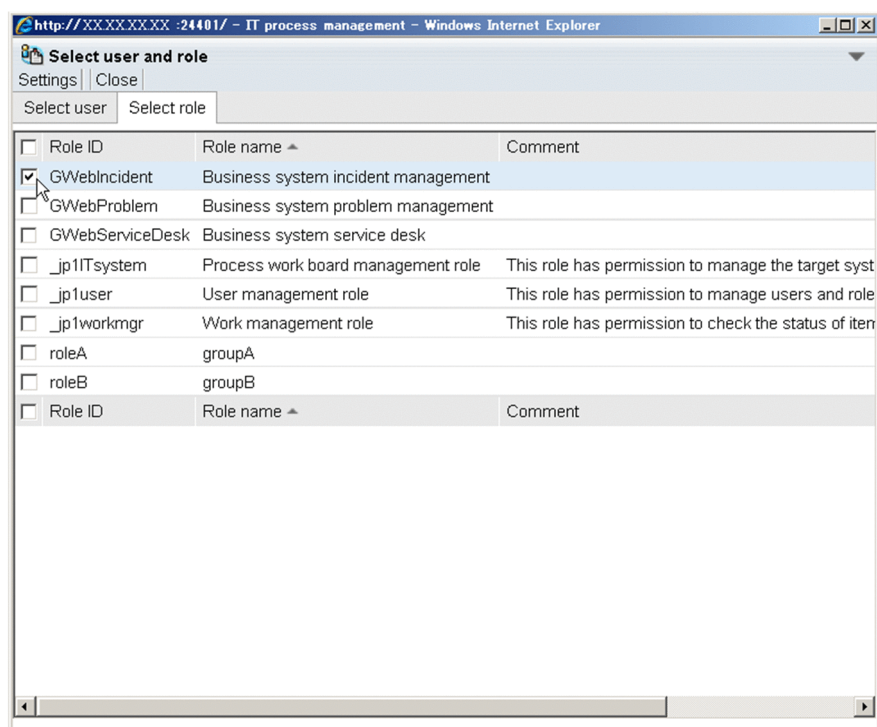 http://XX.XX.XX.XX :24401/ - IT process management - Windows Internet Explorer
Select user and role
Settings Close
Select user Select role
Role ID Role name Comment
GWebIncident Business system incident management
GWebProblem Business system problem management
GWebServiceDesk Business system service desk
_jp1ITsystem Process work board management role This role has permission to manage the target syst
_jp1user User management role This role has permission to manage users and role
_jp1workmgr Work management role This role has permission to check the status of iten
roleA groupA
roleB groupB
Role ID Role name Comment